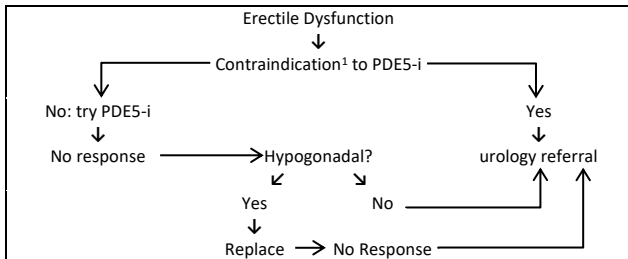 Erectile Dysfunction
Contraindication¹ to PDE5-i
No: try PDE5-i
Yes
No response
Hypogonadal?
urology referral
Yes
No
Replace
No Response